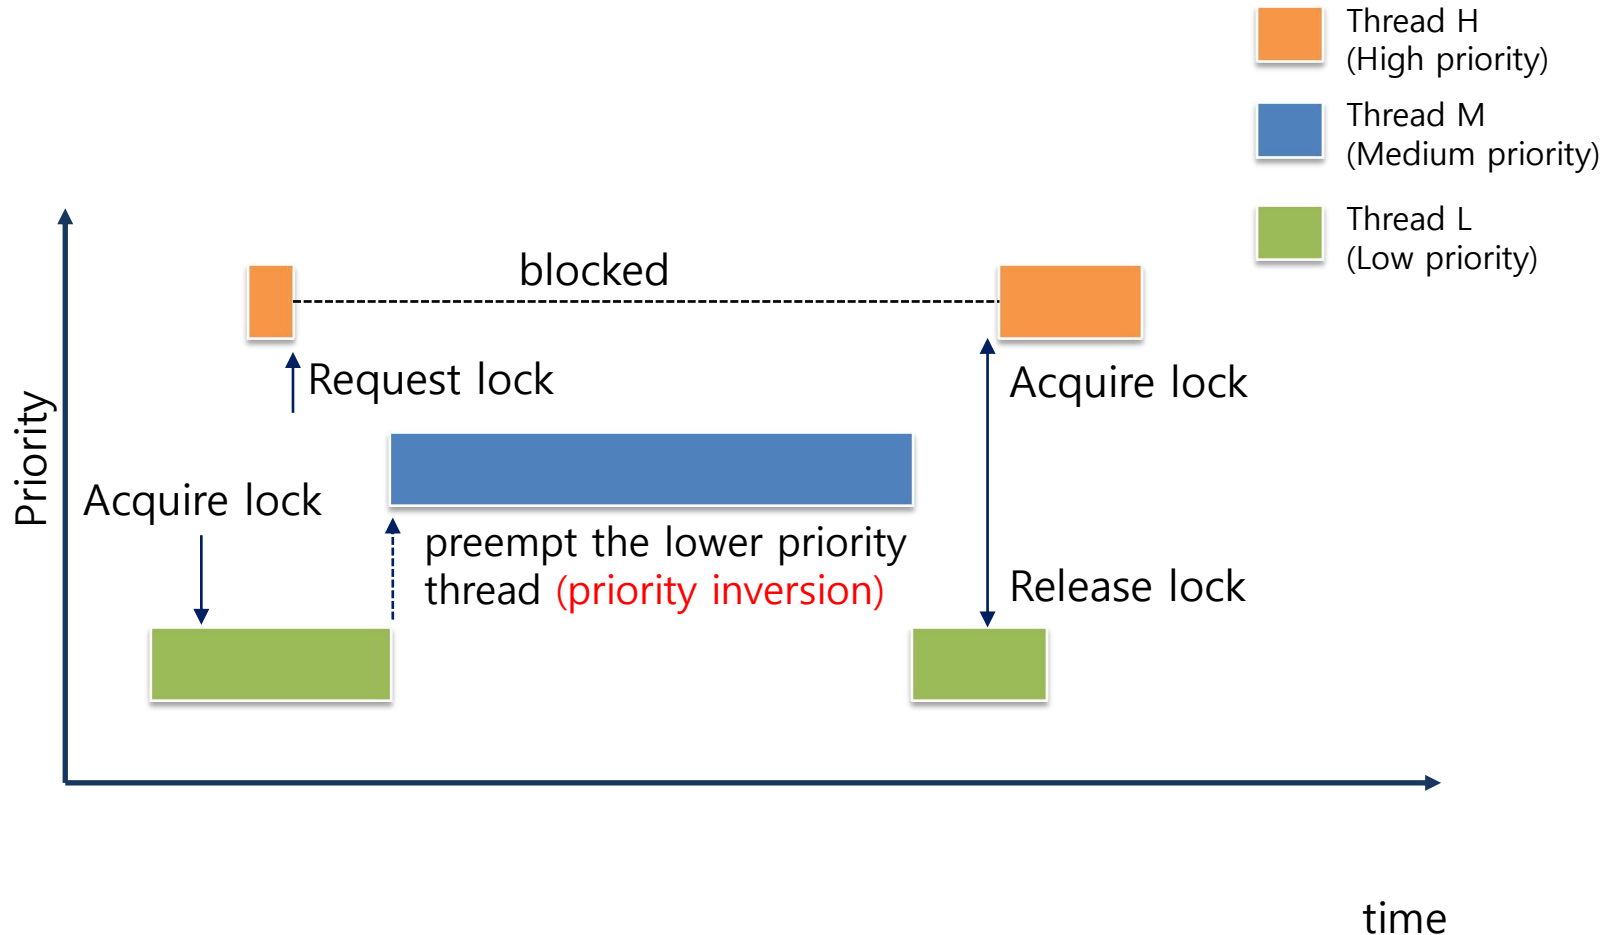 Thread H
(High priority)
Thread M
(Medium priority)
Thread L
(Low priority)
blocked
Request lock
Acquire lock
Priority
Acquire lock
preempt the lower priority
thread (priority inversion)
Release lock
time